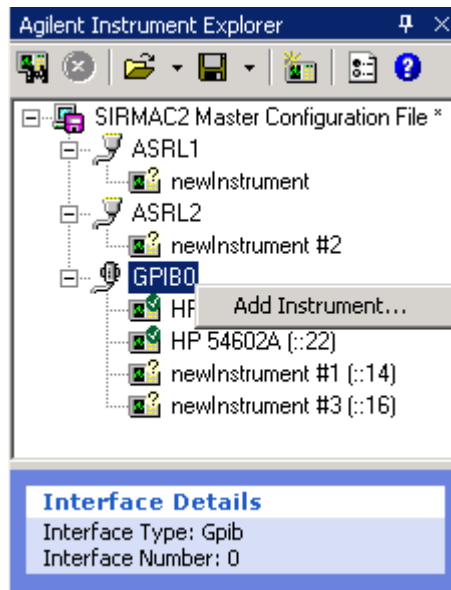 Agilent Instrument Explorer
SIRMAC2 Master Configuration File *
ASRL1
newInstrument
ASRL2
newInstrument #2
GPIB0
Add Instrument...
HP 54602A (::22)
newInstrument #1 (::14)
newInstrument #3 (::16)
Interface Details
Interface Type: Gpib
Interface Number: 0